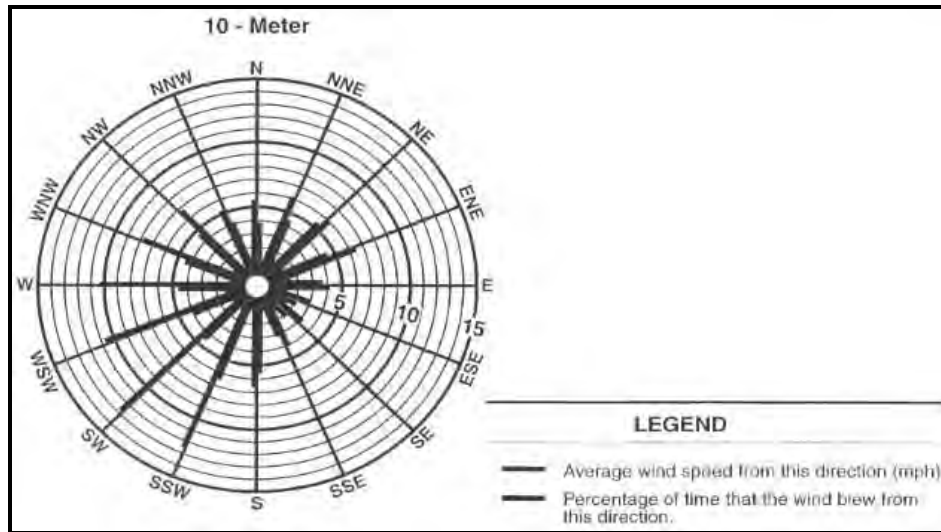 10 - Meter
N
NNE
NE
ENE
E
ESE
SE
SSE
S
SSW
SW
WSW
W
WNW
NW
NNW
5
10
15
LEGEND
Average wind speed from this direction (mph)
Percentage of time that the wind blew from
this direction.